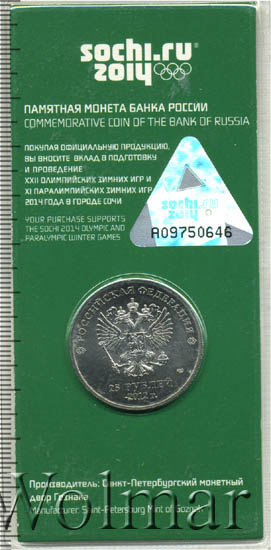 sochi.ru
2014
ПАМЯТНАЯ МОНЕТА БАНКА РОССИИ
COMMEMORATIVE COIN OF THE BANK OF RUSSIA
ПОКУПАЯ ОФИЦИАЛЬНУЮ ПРОДУКЦИЮ,
ВЫ ВНОСИТЕ ВКЛАД В ПОДГОТОВКУ
И ПРОВЕДЕНИЕ
XXII ОЛИМПИЙСКИХ ЗИМНИХ ИГР И
XI ПАРАЛИМПИЙСКИХ ЗИМНИХ ИГР
2014 ГОДА В ГОРОДЕ СОЧИ
YOUR PURCHASE SUPPORTS
THE SOCHI 2014 OLYMPIC AND
PARALYMPIC WINTER GAMES
sochi.ru
2014
A09750646
РОССИЙСКАЯ ФЕДЕРАЦИЯ
25 РУБЛЕЙ
2012 г.
Производитель: Санкт-Петербургский монетный
двор Гознака
Manufacturer: Saint-Petersburg Mint of Goznak
Wolmar